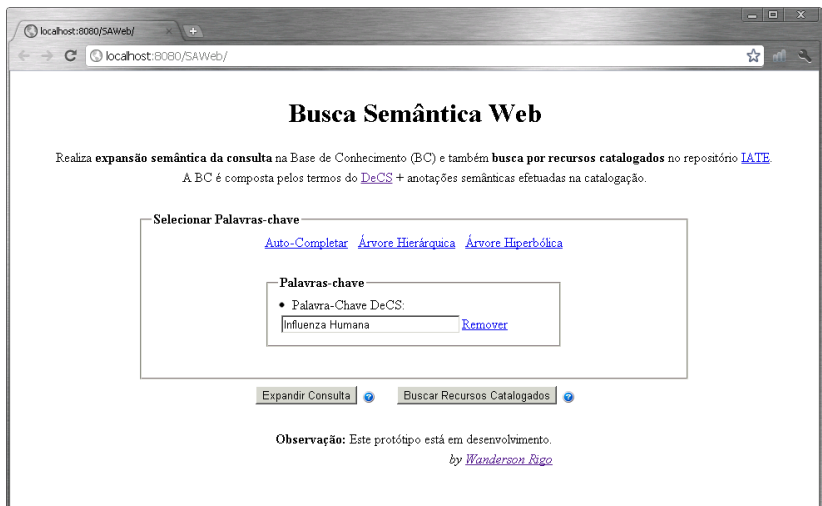 localhost:8080/SAWeb/
localhost:8080/SAWeb/
Busca Semântica Web
Realiza expansão semântica da consulta na Base de Conhecimento (BC) e também busca por recursos catalogados no repositório IATE.
A BC é composta pelos termos do DeCS + anotações semânticas efetuadas na catalogação.
Selecionar Palavras-chave
Auto-Completar Árvore Hierárquica Árvore Hiperbólica
Palavras-chave
• Palavra-Chave DeCS:
Influenza Humana Remover
Expandir Consulta ? Buscar Recursos Catalogados ?
Observação: Este protótipo está em desenvolvimento.
by Wanderson Rigo